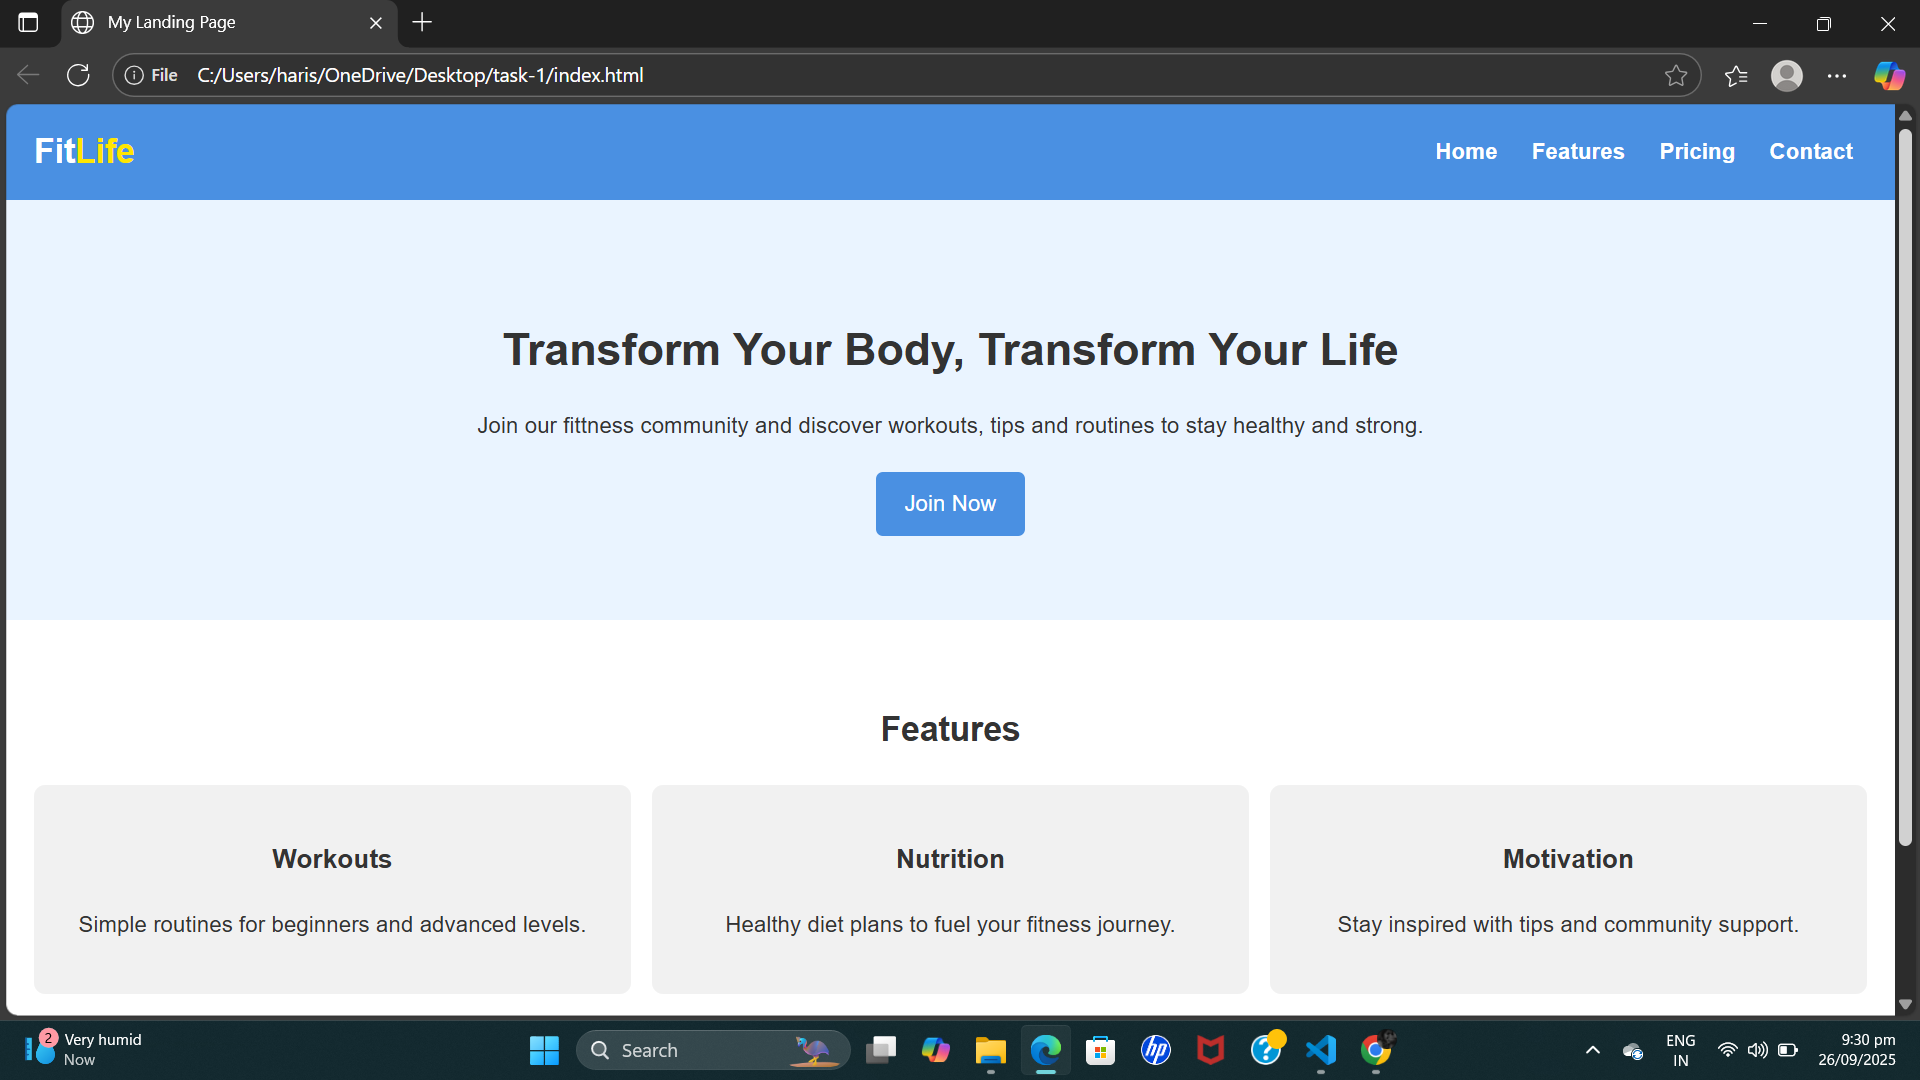 My Landing Page
File C:/Users/haris/OneDrive/Desktop/task-1/index.html
FitLife
Home Features Pricing Contact
Transform Your Body, Transform Your Life
Join our fittness community and discover workouts, tips and routines to stay healthy and strong.
Join Now
Features
Workouts
Simple routines for beginners and advanced levels.
Nutrition
Healthy diet plans to fuel your fitness journey.
Motivation
Stay inspired with tips and community support.
2
Very humid
Now
Search
hp
ENG
IN
9:30 pm
26/09/2025